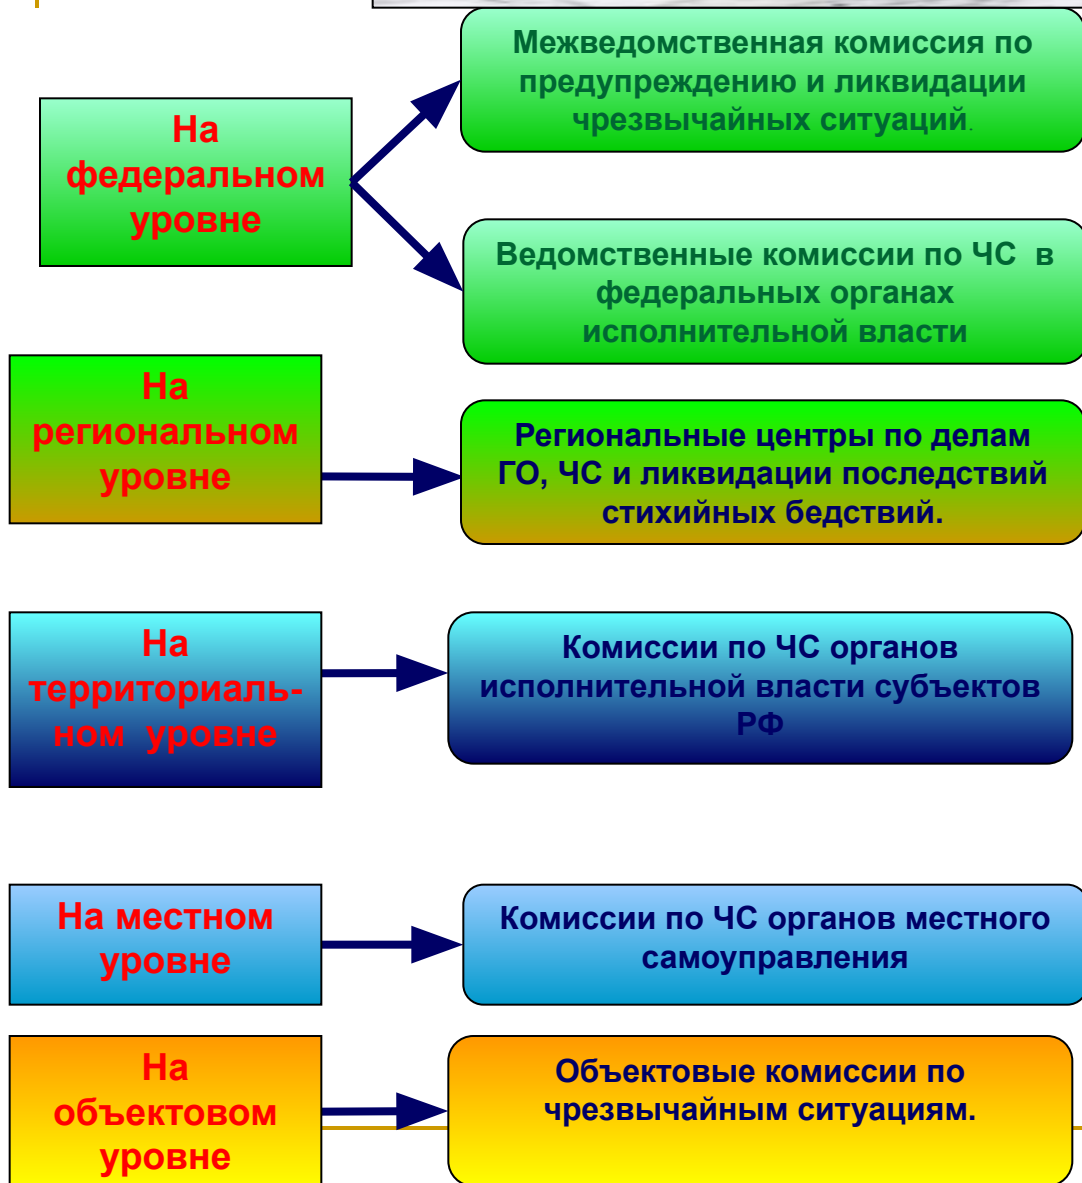 На
федеральном
уровне
Межведомственная комиссия по
предупреждению и ликвидации
чрезвычайных ситуаций.
Ведомственные комиссии по ЧС в
федеральных органах
исполнительной власти
На
региональном
уровне
Региональные центры по делам
ГО, ЧС и ликвидации последствий
стихийных бедствий.
На
территориаль-
ном уровне
Комиссии по ЧС органов
исполнительной власти субъектов
РФ
На местном
уровне
Комиссии по ЧС органов местного
самоуправления
На
объектовом
уровне
Объектовые комиссии по
чрезвычайным ситуациям.